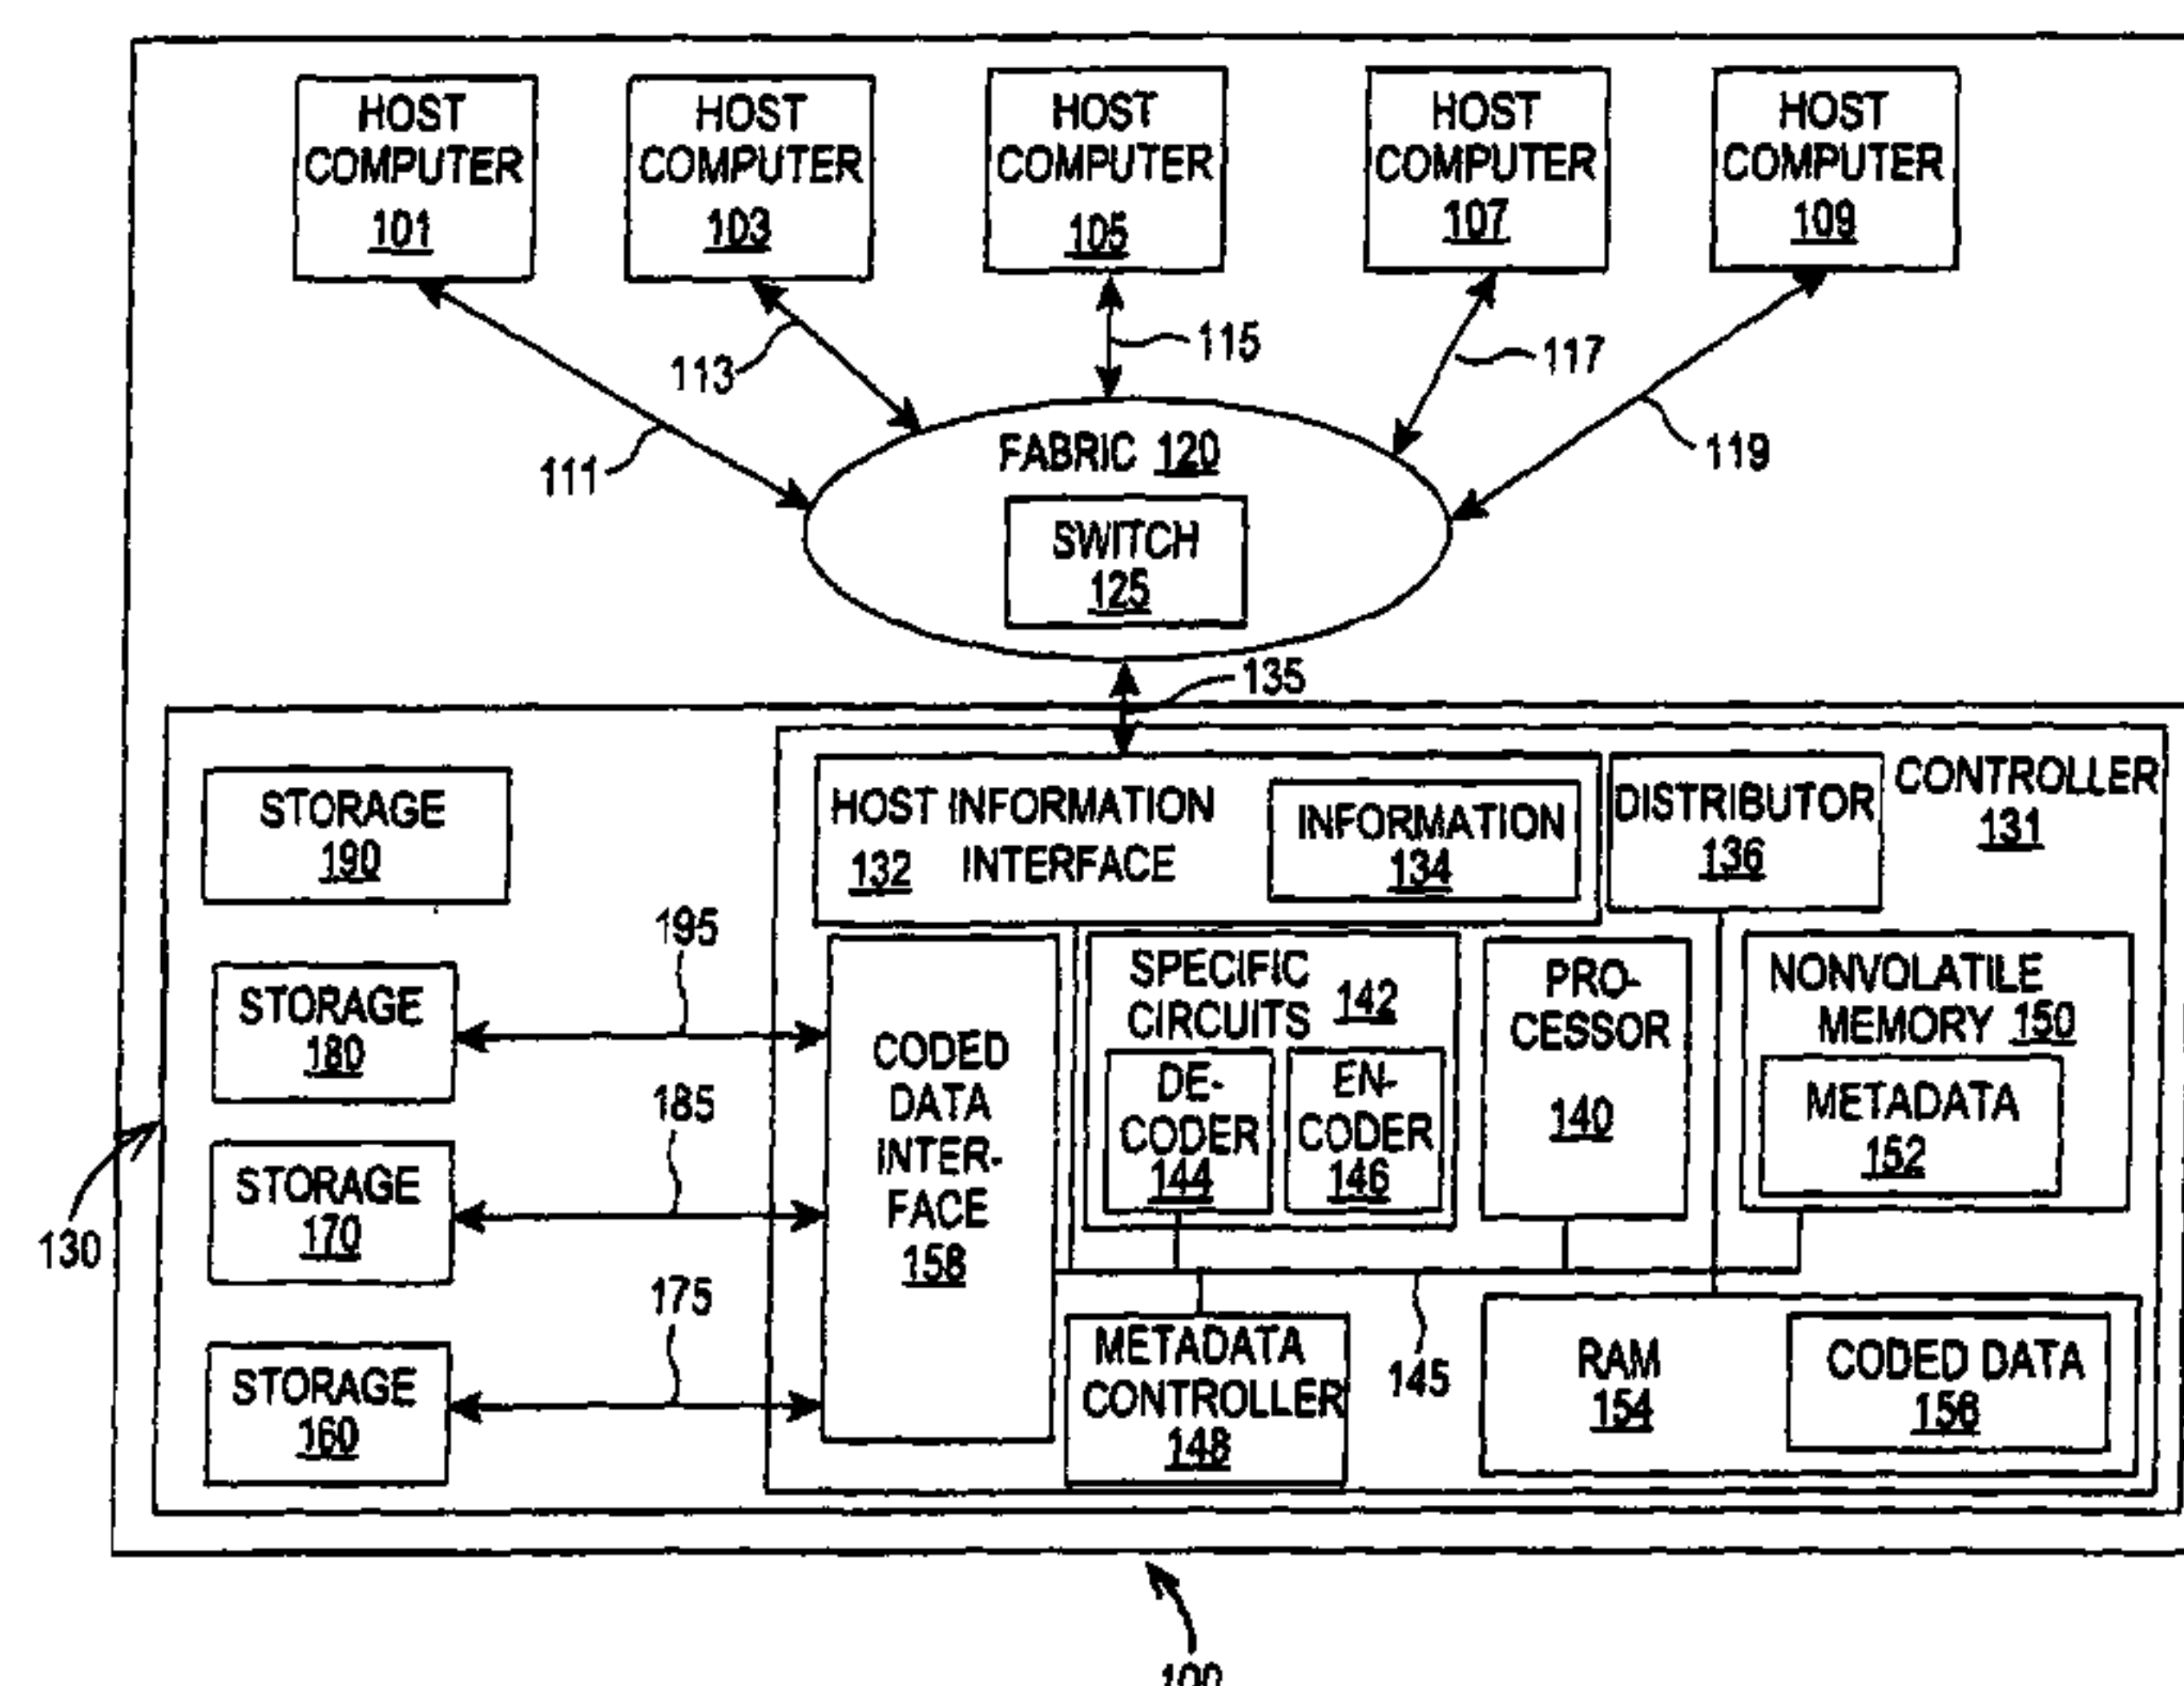 HOST
COMPUTER
101
HOST
COMPUTER
103
HOST
COMPUTER
105
HOST
COMPUTER
107
HOST
COMPUTER
109
111
113
115
117
119
FABRIC 120
SWITCH
125
135
STORAGE
190
STORAGE
180
STORAGE
170
STORAGE
160
195
185
175
130
HOST INFORMATION
132 INTERFACE
INFORMATION
134
DISTRIBUTOR
136
CONTROLLER
131
CODED
DATA
INTER-
FACE
158
SPECIFIC
CIRCUITS 142
DE-
CODER
144
EN-
CODER
146
PRO-
CESSOR
140
NONVOLATILE
MEMORY 150
METADATA
152
METADATA
CONTROLLER
148
145
RAM
154
CODED DATA
156